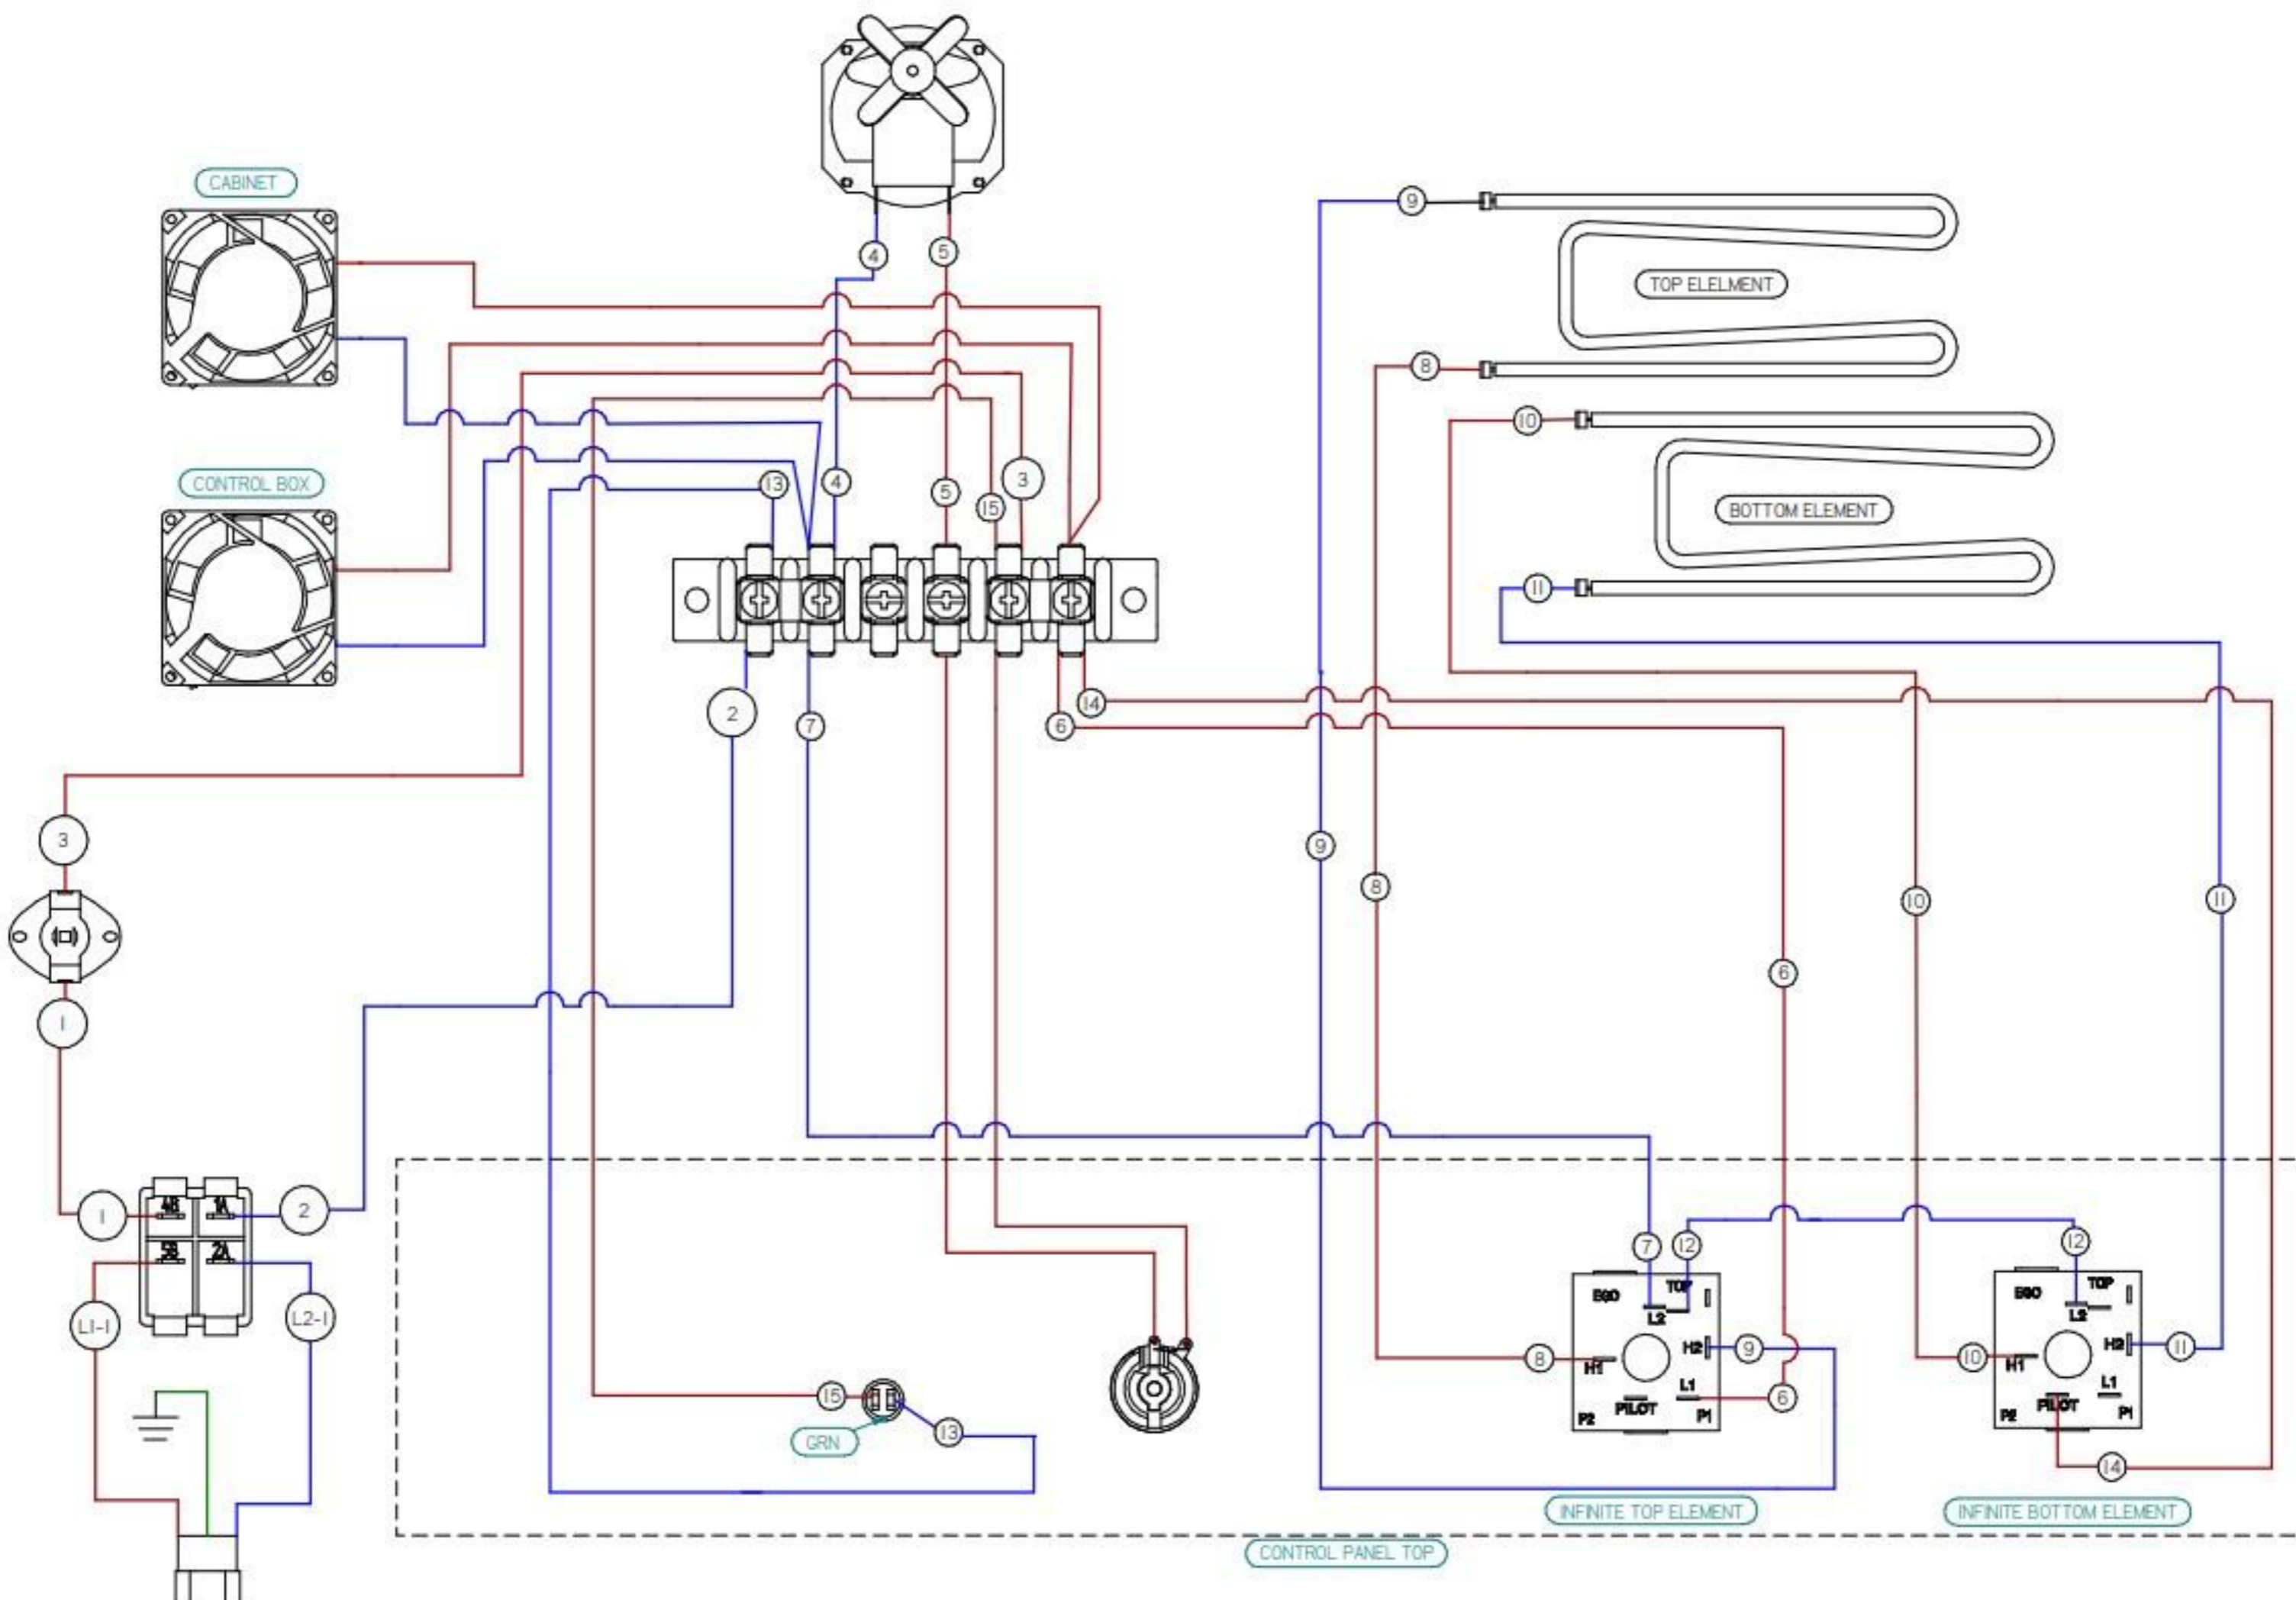 CABINET
4
5
9
TOP ELELMENT
8
10
CONTROL BOX
13
4
5
15
3
BOTTOM ELEMENT
11
2
7
14
6
3
9
8
10
11
6
1
1
4B
1A
2
5B
2A
L1-1
L2-1
7
12
12
EGO
TOP
L2
EGO
TOP
L2
8
H1
H2
9
10
H1
H2
11
L1
L1
15
PILOT
6
PILOT
P2
P1
P2
P1
GRN
13
14
INFINITE TOP ELEMENT
INFINITE BOTTOM ELEMENT
CONTROL PANEL TOP